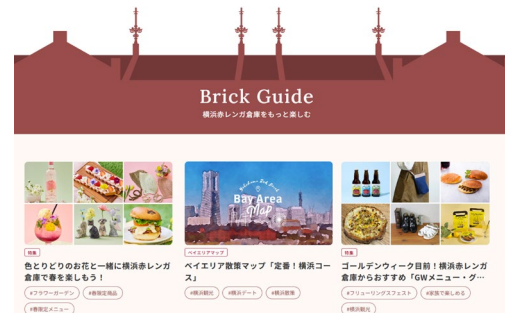 Brick Guide
横浜赤レンガ倉庫をもっと楽しむ
Yokohama Red Brick
Bay Area
MAP
特集
色とりどりのお花と一緒に横浜赤レンガ
倉庫で春を楽しもう！
#フラワーガーデン #春限定商品
#春限定メニュー
ベイエリアマップ
ベイエリア散策マップ「定番！横浜コー
ス」
#横浜観光 #横浜デート #横浜散策
特集
ゴールデンウィーク目前！横浜赤レンガ
倉庫からおすすめ「GWメニュー・グ…
#フリューリングスフェスト #家族で楽しめる
#横浜観光